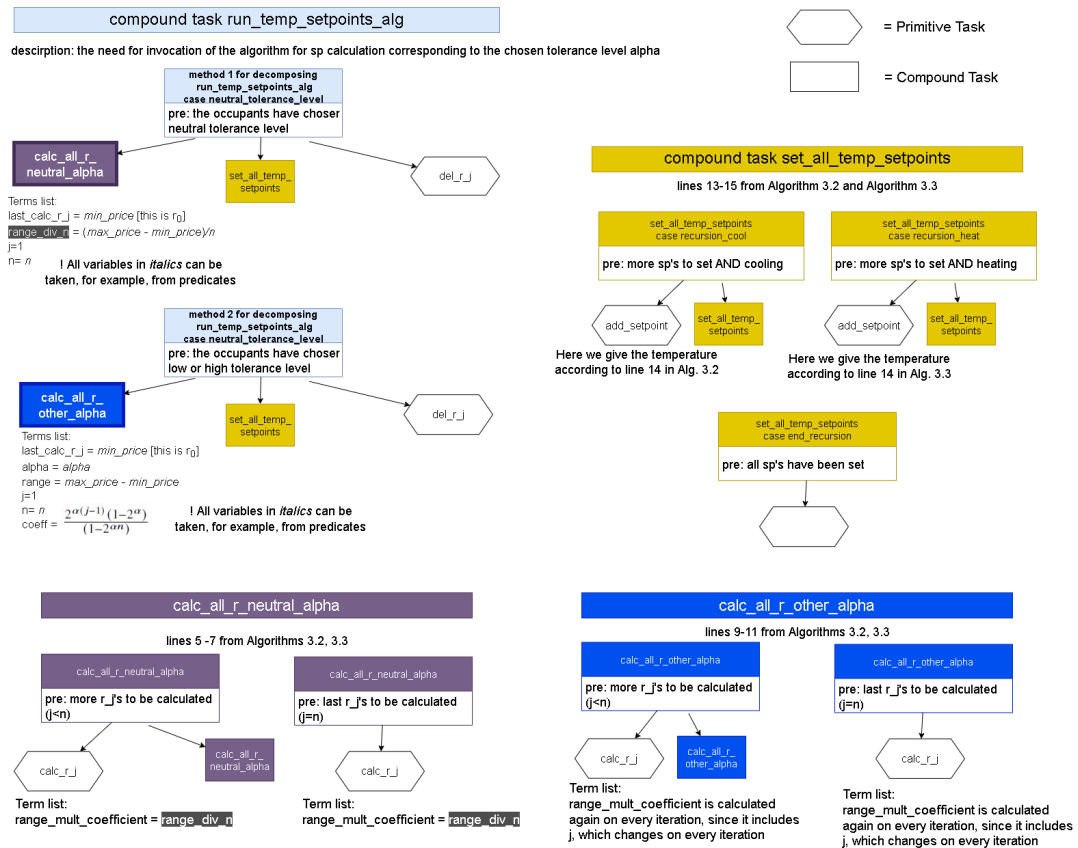 compound task run_temp_setpoints_alg
descirption: the need for invocation of the algorithm for sp calculation corresponding to the chosen tolerance level alpha
= Primitive Task
= Compound Task
method 1 for decomposing
run_temp_setpoints_alg
case neutral_tolerance_level
pre: the occupants have choser
neutral tolerance level
calc_all_r_
neutral_alpha
set_all_temp_
setpoints
del_r_j
Terms list:
last_calc_r_j = min_price [this is r0]
range_div_n = (max_price - min_price)/n
j=1
n= n
! All variables in italics can be
taken, for example, from predicates
method 2 for decomposing
run_temp_setpoints_alg
case neutral_tolerance_level
pre: the occupants have choser
low or high tolerance level
calc_all_r_
other_alpha
set_all_temp_
setpoints
del_r_j
Terms list:
last_calc_r_j = min_price [this is r0]
alpha = alpha
range = max_price - min_price
j=1
n= n
coeff = 2^α(j−1) (1−2^α) / (1−2^αn)
! All variables in italics can be
taken, for example, from predicates
compound task set_all_temp_setpoints
lines 13-15 from Algorithm 3.2 and Algorithm 3.3
set_all_temp_setpoints
case recursion_cool
pre: more sp's to set AND cooling
add_setpoint
set_all_temp_
setpoints
Here we give the temperature
according to line 14 in Alg. 3.2
set_all_temp_setpoints
case recursion_heat
pre: more sp's to set AND heating
add_setpoint
set_all_temp_
setpoints
Here we give the temperature
according to line 14 in Alg. 3.3
set_all_temp_setpoints
case end_recursion
pre: all sp's have been set
calc_all_r_neutral_alpha
lines 5 -7 from Algorithms 3.2, 3.3
calc_all_r_neutral_alpha
pre: more r_j's to be calculated
(j<n)
calc_r_j
calc_all_r_
neutral_alpha
Term list:
range_mult_coefficient = range_div_n
calc_all_r_neutral_alpha
pre: last r_j's to be calculated
(j=n)
calc_r_j
Term list:
range_mult_coefficient = range_div_n
calc_all_r_other_alpha
lines 9-11 from Algorithms 3.2, 3.3
calc_all_r_other_alpha
pre: more r_j's to be calculated
(j<n)
calc_r_j
calc_all_r_
other_alpha
Term list:
range_mult_coefficient is calculated
again on every iteration, since it includes
j, which changes on every iteration
calc_all_r_other_alpha
pre: last r_j's to be calculated
(j=n)
calc_r_j
Term list:
range_mult_coefficient is calculated
again on every iteration, since it includes
j, which changes on every iteration